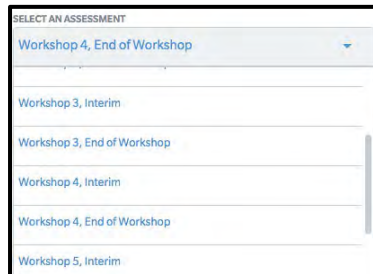 SELECT AN ASSESSMENT
Workshop 4, End of Workshop
Workshop 3, Interim
Workshop 3, End of Workshop
Workshop 4, Interim
Workshop 4, End of Workshop
Workshop 5, Interim